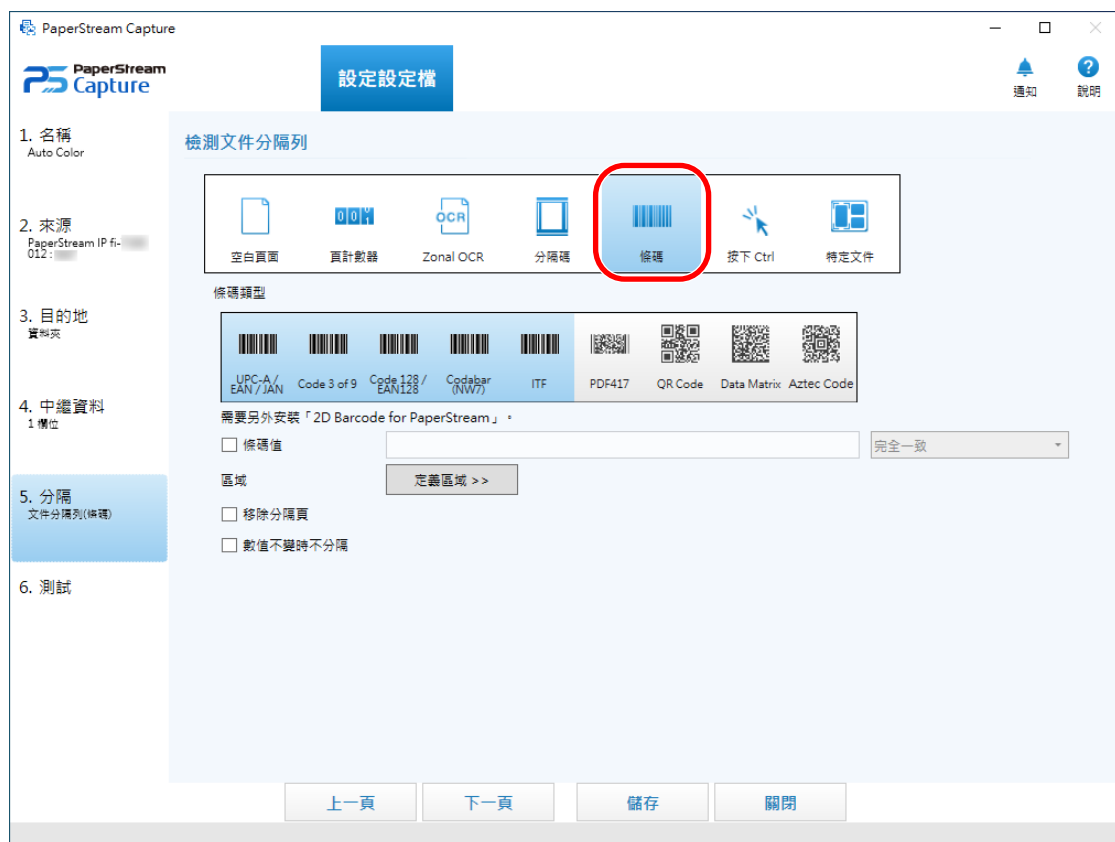 PaperStream Capture
PaperStream
Capture
設定設定檔
通知
說明
1. 名稱
Auto Color
2. 來源
PaperStream IP fi-
012 :
3. 目的地
資料夾
4. 中繼資料
1 欄位
5. 分隔
文件分隔列(條碼)
6. 測試
檢測文件分隔列
空白頁面
頁計數器
OCR
Zonal OCR
分隔碼
條碼
按下 Ctrl
特定文件
條碼類型
UPC-A / EAN / JAN
Code 3 of 9
Code 128 / EAN128
Codabar (NW7)
ITF
PDF417
QR Code
Data Matrix
Aztec Code
需要另外安裝「2D Barcode for PaperStream」。
條碼值
完全一致
區域
定義區域 >>
移除分隔頁
數值不變時不分隔
上一頁
下一頁
儲存
關閉